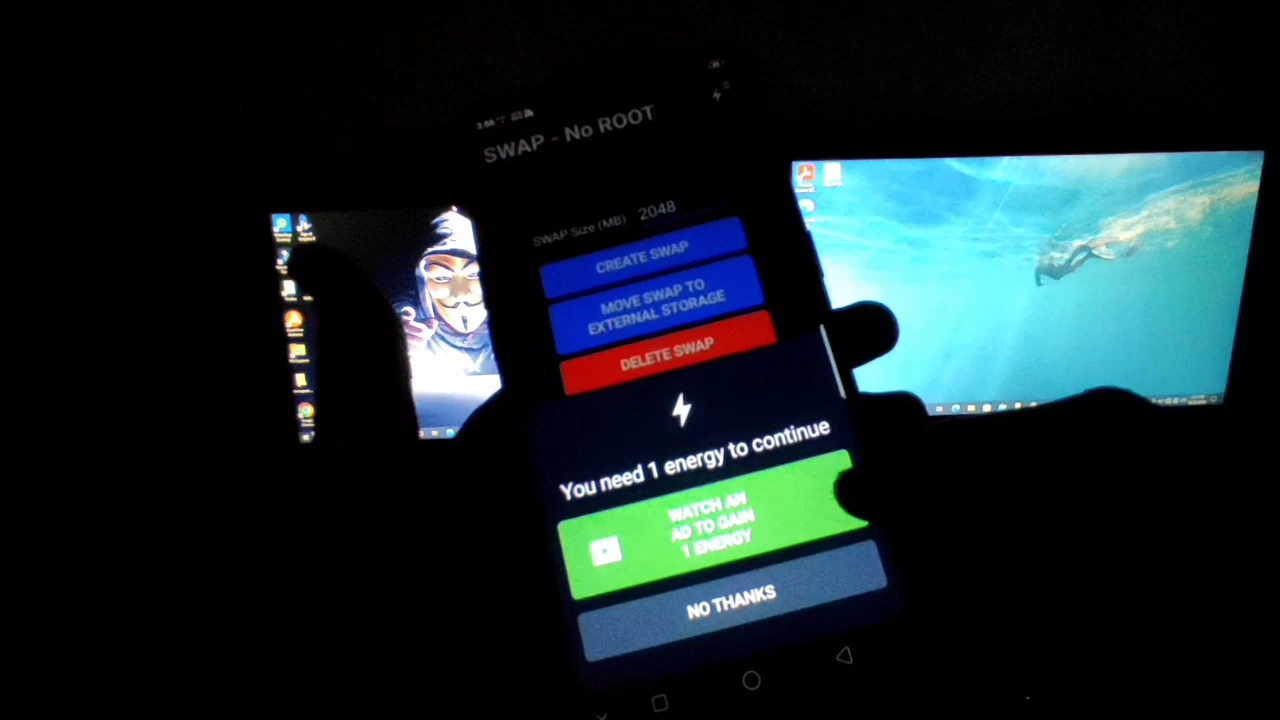 SWAP - No ROOT
SWAP Size (MB) 2048
CREATE SWAP
MOVE SWAP TO
EXTERNAL STORAGE
DELETE SWAP
You need 1 energy to continue
WATCH AN
AD TO GAIN
1 ENERGY
NO THANKS